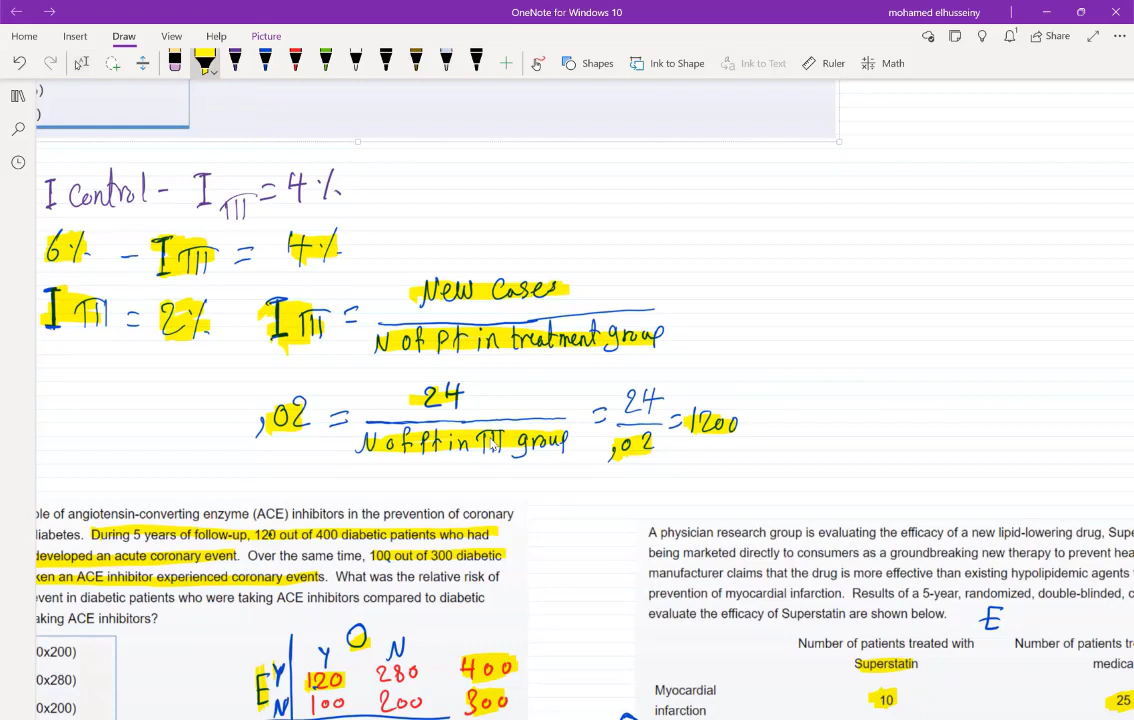 OneNote for Windows 10
mohamed elhusseiny
Home Insert Draw View Help Picture
Share
Shapes Ink to Shape Ink to Text Ruler Math
)
)
I control - I TTT = 4 %
6% - I TTT = 4%
I TTT = 2% I TTT = New Cases
N of Pt in treatment group
,02 = 24 = 24 = 1200
N of Pt in TTT group ,02
ole of angiotensin-converting enzyme (ACE) inhibitors in the prevention of coronary
diabetes. During 5 years of follow-up, 120 out of 400 diabetic patients who had
developed an acute coronary event. Over the same time, 100 out of 300 diabetic
ken an ACE inhibitor experienced coronary events. What was the relative risk of
event in diabetic patients who were taking ACE inhibitors compared to diabetic
aking ACE inhibitors?
0x200)
0x280)
0x200)
O
Y N
E Y 120 280 400
N 100 200 300
A physician research group is evaluating the efficacy of a new lipid-lowering drug, Supe
being marketed directly to consumers as a groundbreaking new therapy to prevent hea
manufacturer claims that the drug is more effective than existing hypolipidemic agents
prevention of myocardial infarction. Results of a 5-year, randomized, double-blinded, c
evaluate the efficacy of Superstatin are shown below.
E
Number of patients treated with Number of patients tr
Superstatin medica
Myocardial
infarction 10 25